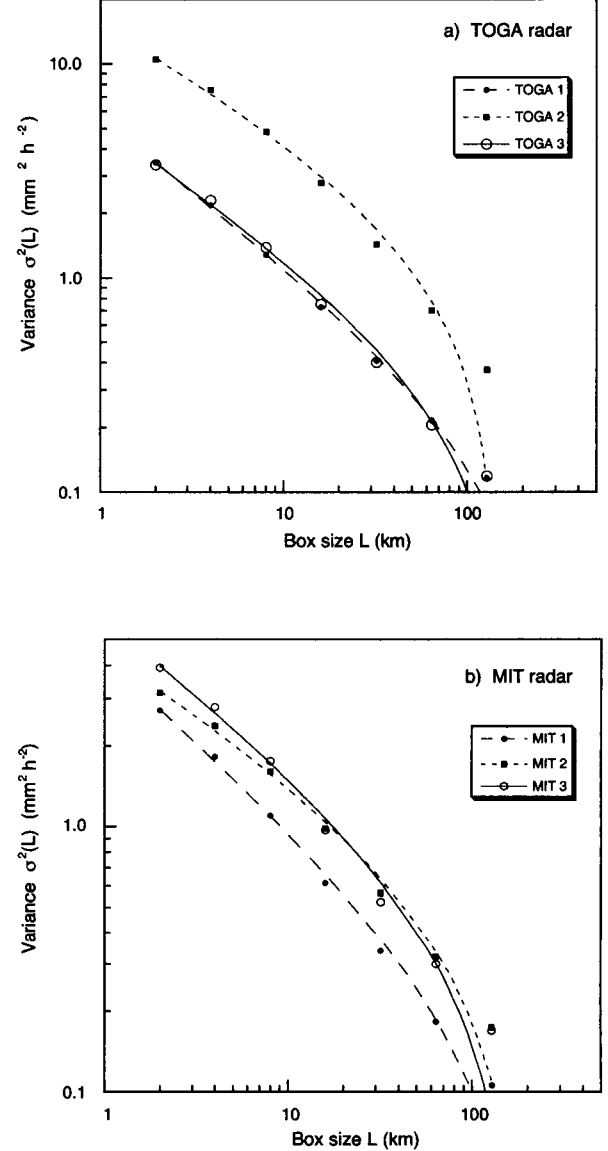 a) TOGA radar
10.0
TOGA 1
TOGA 2
TOGA 3
Variance σ²(L) (mm ² h ⁻²)
1.0
0.1
1
10
100
Box size L (km)
b) MIT radar
MIT 1
MIT 2
MIT 3
Variance σ²(L) (mm² h⁻²)
1.0
0.1
1
10
100
Box size L (km)